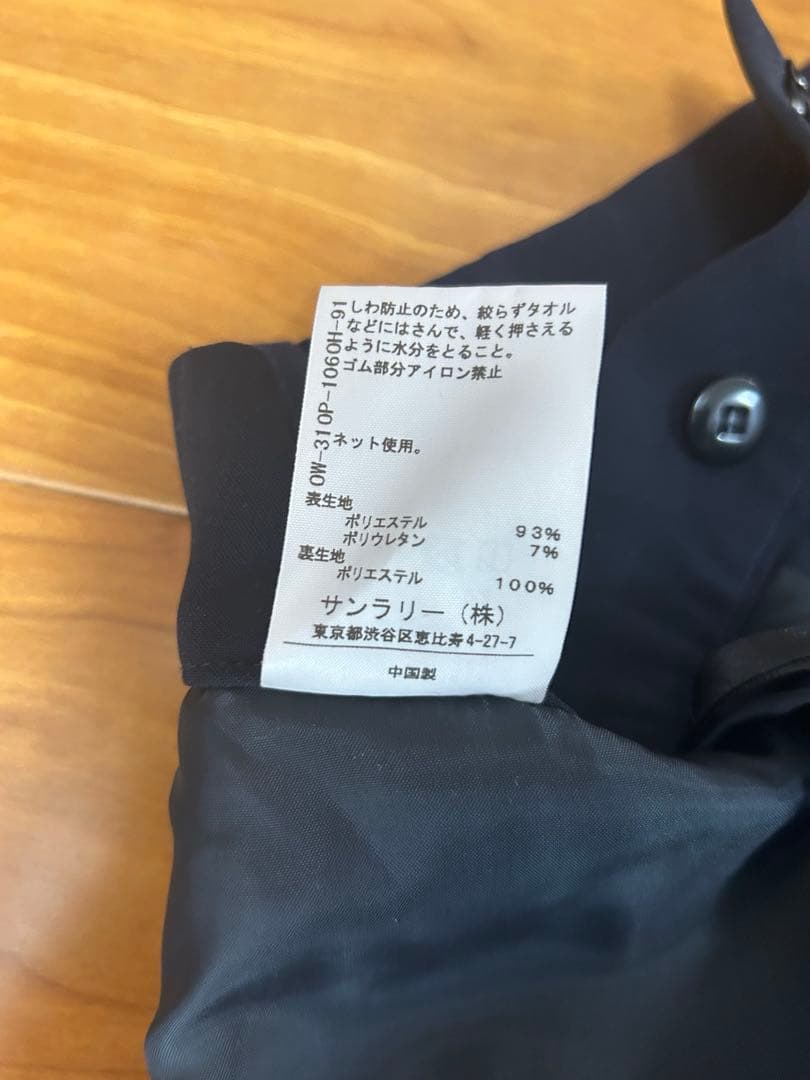 しわ防止のため、絞らずタオル
などにはさんで、軽く押さえる
ように水分をとること。
ゴム部分アイロン禁止
OW-310P-1060H-91
ネット使用。
表生地
ポリエステル 93%
ポリウレタン 7%
裏生地
ポリエステル 100%
サンラリー（株）
東京都渋谷区恵比寿4-27-7
中国製